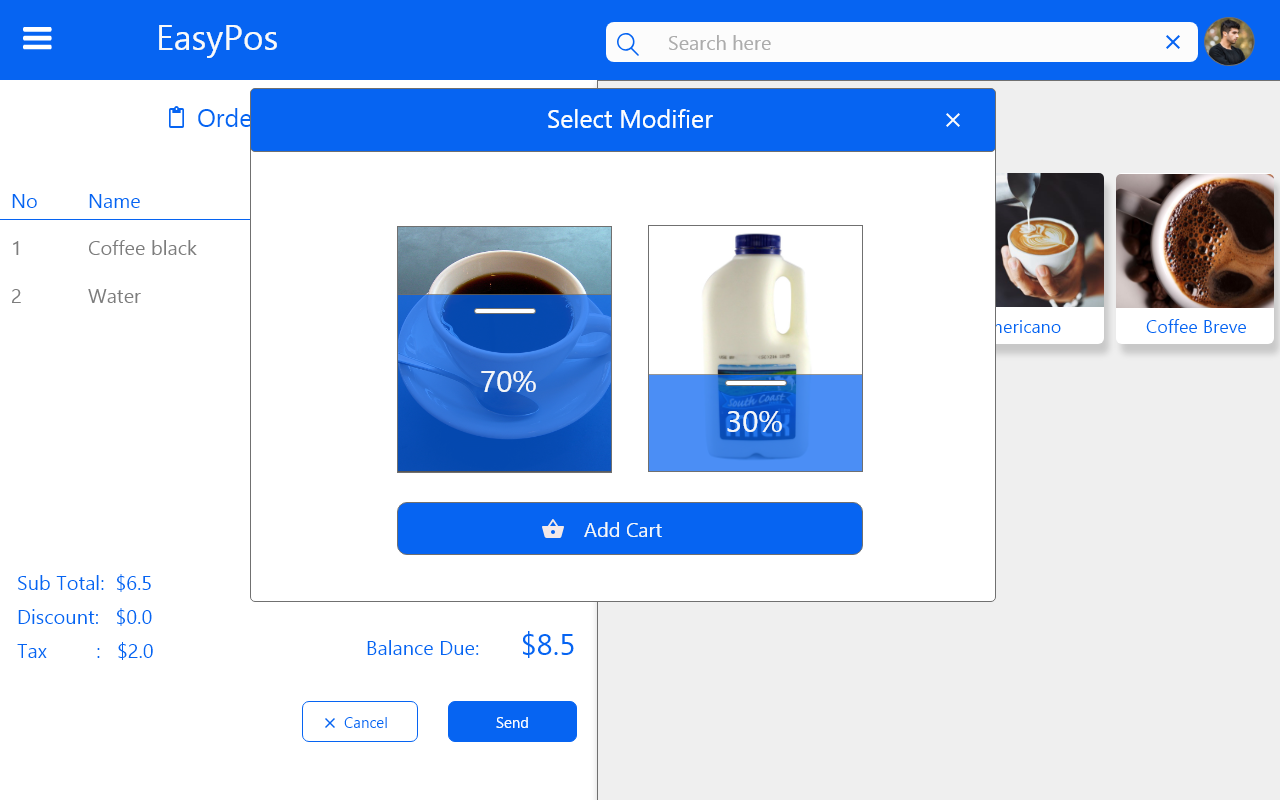 EasyPos
Search here
Orde
Select Modifier
No Name
1 Coffee black
2 Water
70%
South Coast
MILK
30%
mericano
Coffee Breve
Add Cart
Sub Total: $6.5
Discount: $0.0
Tax : $2.0
Balance Due: $8.5
Cancel
Send